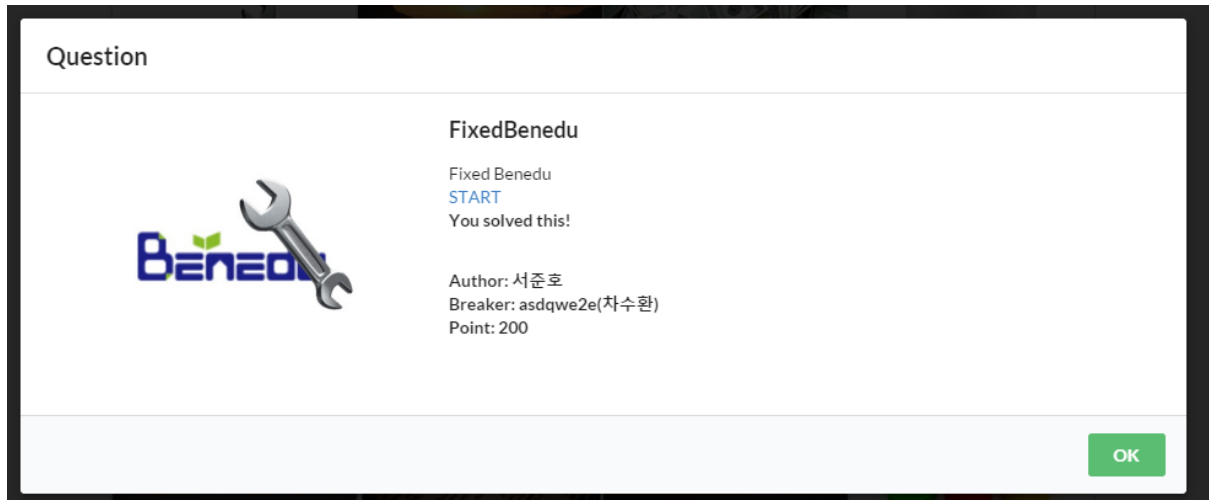 Question
FixedBenedu
Fixed Benedu
START
You solved this!
Author: 서준호
Breaker: asdqwe2e(차수환)
Point: 200
BENEDU
OK